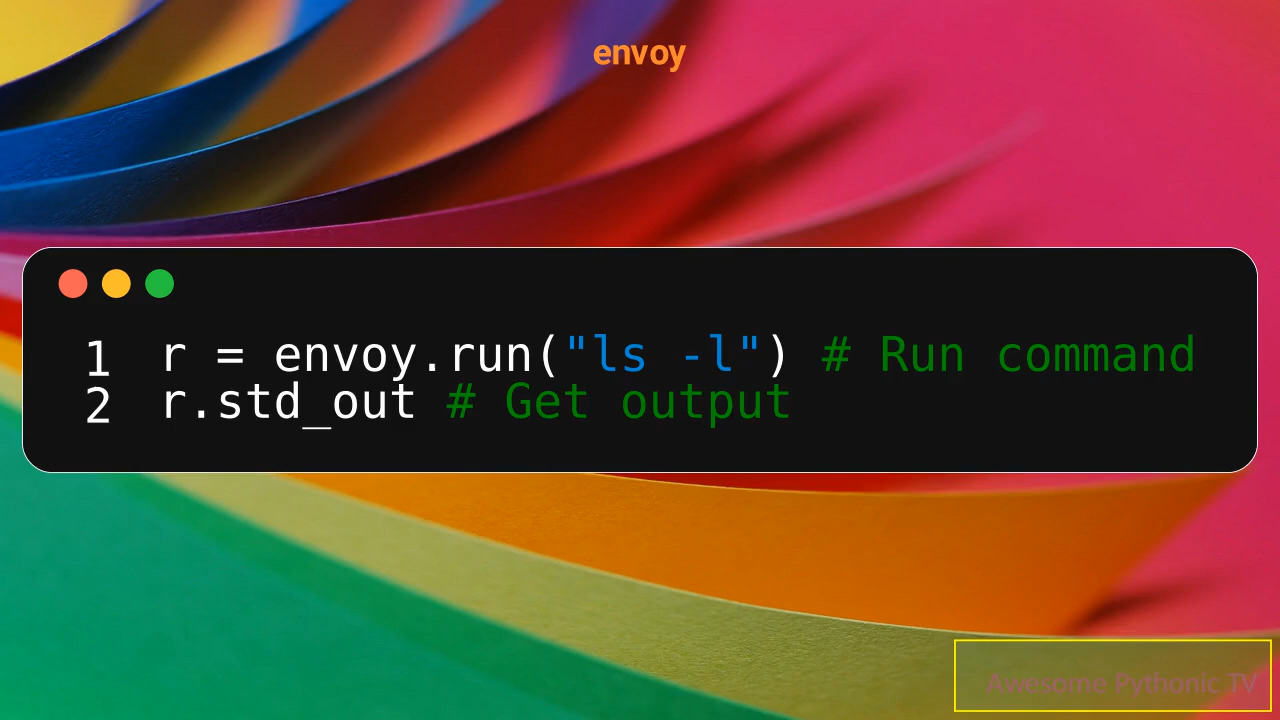 envoy
1 r = envoy.run("ls -l") # Run command
2 r.std_out # Get output
Awesome Pythonic TV